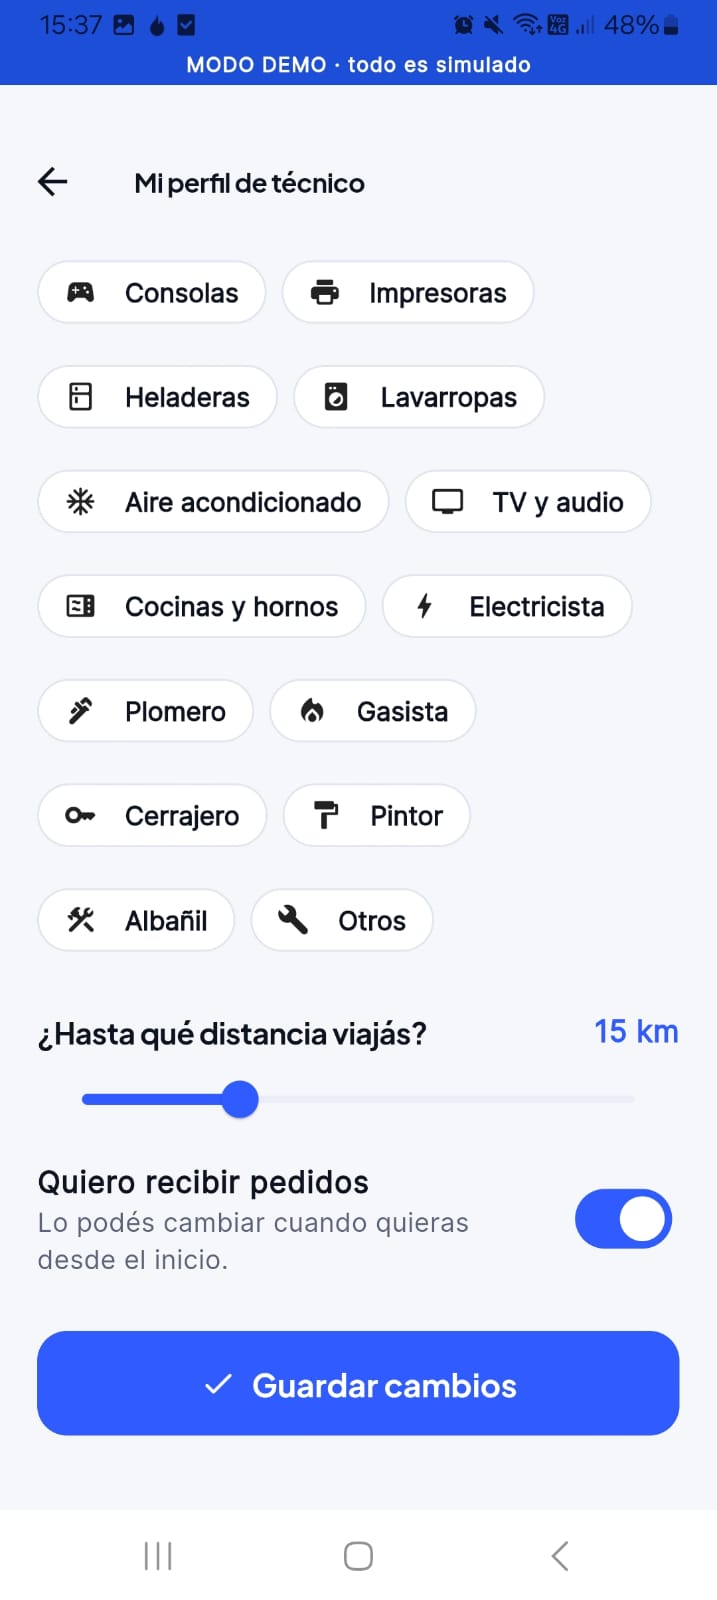 15:37 Voz 4G 48%
MODO DEMO · todo es simulado
Mi perfil de técnico
Consolas Impresoras
Heladeras Lavarropas
Aire acondicionado TV y audio
Cocinas y hornos Electricista
Plomero Gasista
Cerrajero Pintor
Albañil Otros
¿Hasta qué distancia viajás? 15 km
Quiero recibir pedidos
Lo podés cambiar cuando quieras
desde el inicio.
Guardar cambios